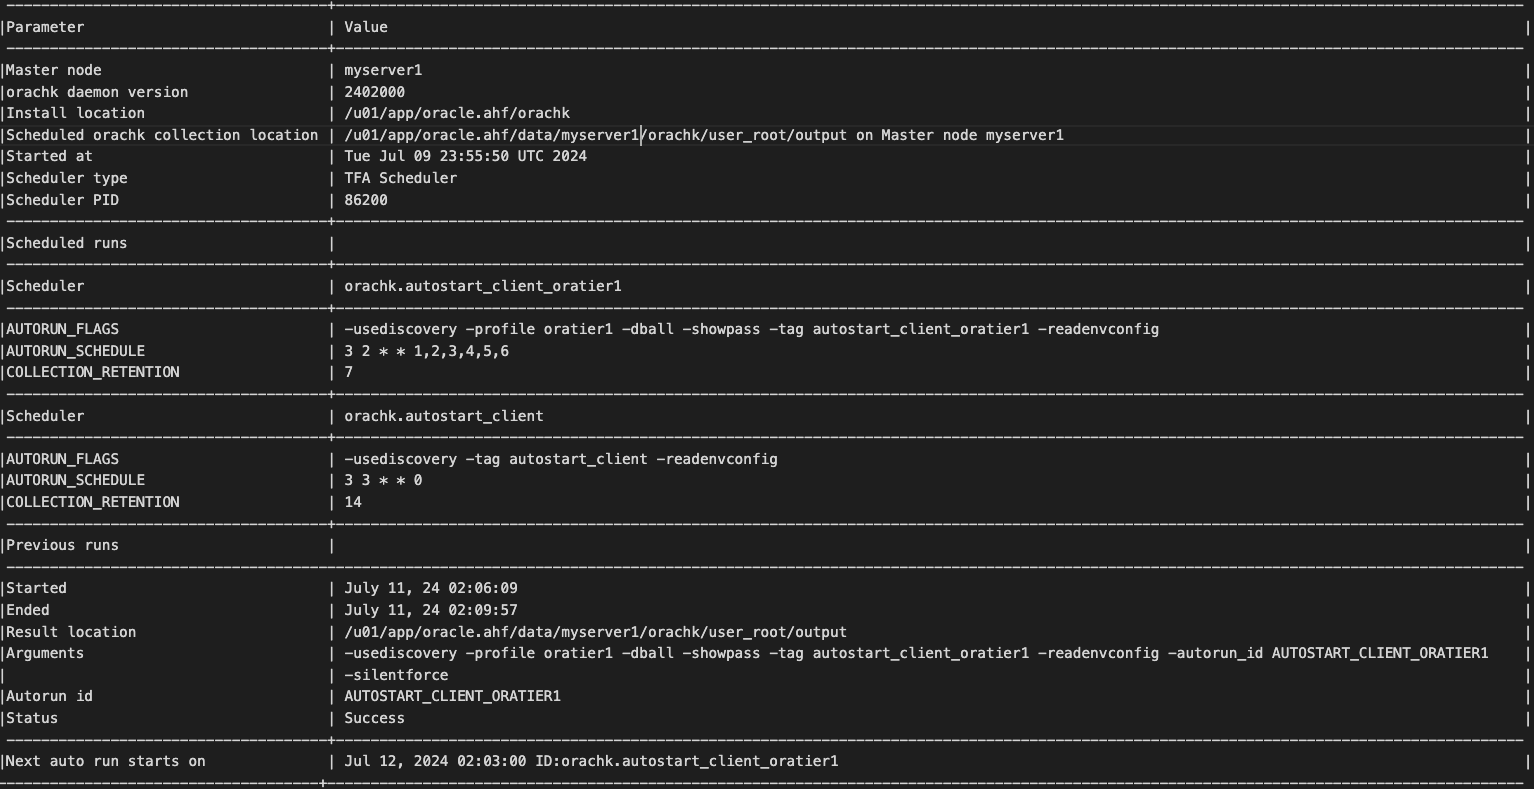 |Parameter | Value |
|Master node | myserver1 |
|orachk daemon version | 2402000 |
|Install location | /u01/app/oracle.ahf/orachk |
|Scheduled orachk collection location | /u01/app/oracle.ahf/data/myserver1/orachk/user_root/output on Master node myserver1 |
|Started at | Tue Jul 09 23:55:50 UTC 2024 |
|Scheduler type | TFA Scheduler |
|Scheduler PID | 86200 |
|Scheduled runs | |
|Scheduler | orachk.autostart_client_oratier1 |
|AUTORUN_FLAGS | -usediscovery -profile oratier1 -dball -showpass -tag autostart_client_oratier1 -readenvconfig |
|AUTORUN_SCHEDULE | 3 2 * * 1,2,3,4,5,6 |
|COLLECTION_RETENTION | 7 |
|Scheduler | orachk.autostart_client |
|AUTORUN_FLAGS | -usediscovery -tag autostart_client -readenvconfig |
|AUTORUN_SCHEDULE | 3 3 * * 0 |
|COLLECTION_RETENTION | 14 |
|Previous runs | |
|Started | July 11, 24 02:06:09 |
|Ended | July 11, 24 02:09:57 |
|Result location | /u01/app/oracle.ahf/data/myserver1/orachk/user_root/output |
|Arguments | -usediscovery -profile oratier1 -dball -showpass -tag autostart_client_oratier1 -readenvconfig -autorun_id AUTOSTART_CLIENT_ORATIER1 |
| | -silentforce |
|Autorun id | AUTOSTART_CLIENT_ORATIER1 |
|Status | Success |
|Next auto run starts on | Jul 12, 2024 02:03:00 ID:orachk.autostart_client_oratier1 |